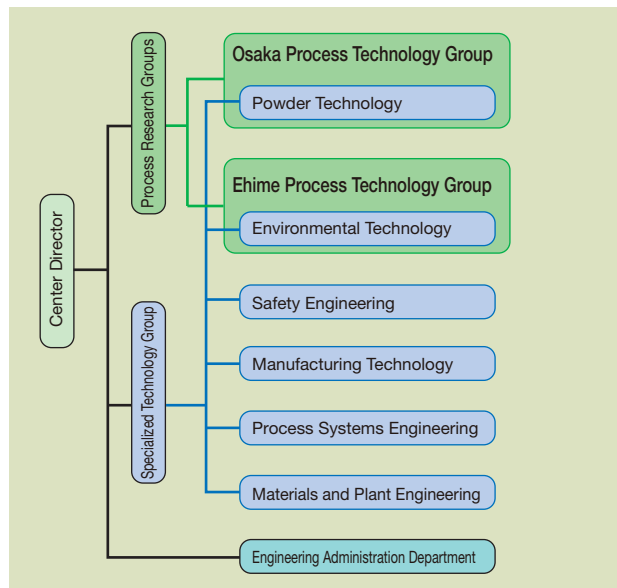 Center Director
Process Research Groups
Osaka Process Technology Group
Powder Technology
Ehime Process Technology Group
Environmental Technology
Specialized Technology Group
Safety Engineering
Manufacturing Technology
Process Systems Engineering
Materials and Plant Engineering
Engineering Administration Department